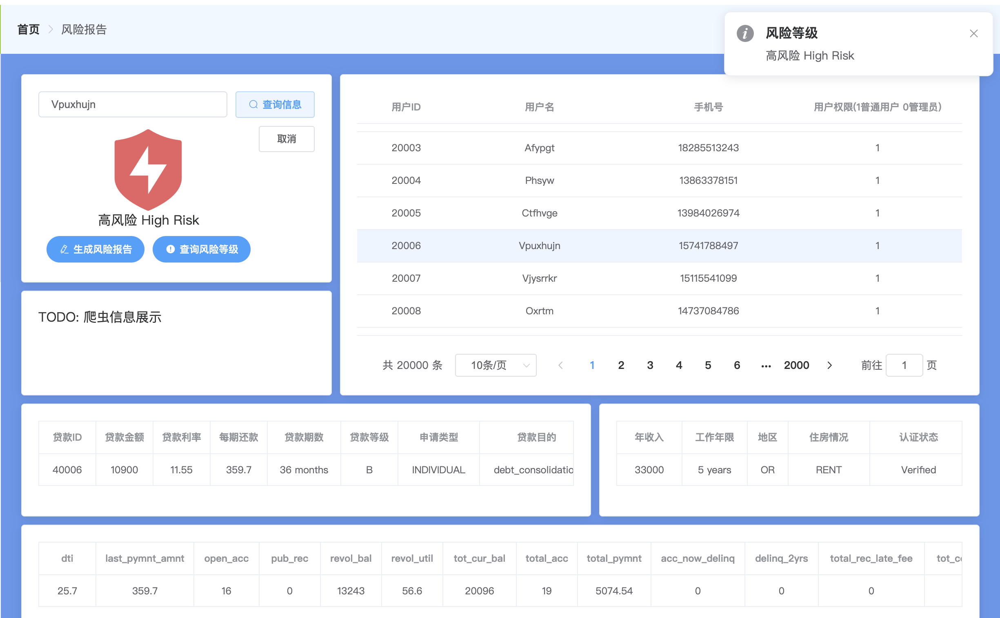 首页 > 风险报告
风险等级
高风险 High Risk
Vpuxhujn
查询信息
取消
高风险 High Risk
生成风险报告 查询风险等级
TODO: 爬虫信息展示
用户ID 用户名 手机号 用户权限(1普通用户 0管理员)
20003 Afypgt 18285513243 1
20004 Phsyw 13863378151 1
20005 Ctfhvge 13984026974 1
20006 Vpuxhujn 15741788497 1
20007 Vjysrrkr 15115541099 1
20008 Oxrtm 14737084786 1
共 20000 条 10条/页 < 1 2 3 4 5 6 ... 2000 > 前往 1 页
贷款ID 贷款金额 贷款利率 每期还款 贷款期数 贷款等级 申请类型 贷款目的
40006 10900 11.55 359.7 36 months B INDIVIDUAL debt_consolidatio
年收入 工作年限 地区 住房情况 认证状态
33000 5 years OR RENT Verified
dti last_pymnt_amnt open_acc pub_rec revol_bal revol_util tot_cur_bal total_acc total_pymnt acc_now_delinq delinq_2yrs total_rec_late_fee
25.7 359.7 16 0 13243 56.6 20096 19 5074.54 0 0 0